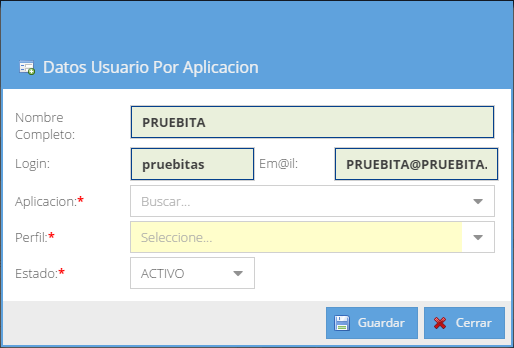 Datos Usuario Por Aplicacion
Nombre Completo: PRUEBITA
Login: pruebitas Em@il: PRUEBITA@PRUEBITA.
Aplicacion:* Buscar...
Perfil:* Seleccione...
Estado:* ACTIVO
Guardar Cerrar